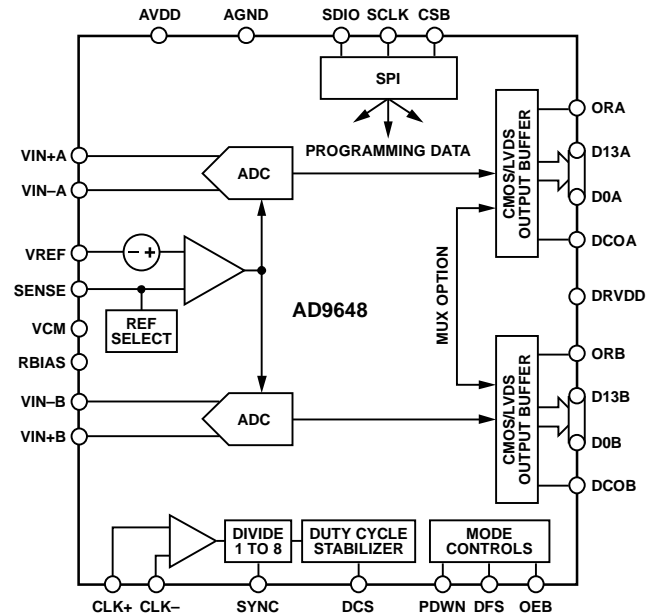 AVDD AGND SDIO SCLK CSB
SPI
PROGRAMMING DATA
VIN+A
VIN–A
ADC
CMOS/LVDS
OUTPUT BUFFER
ORA
D13A
D0A
DCOA
VREF
– +
SENSE
REF
SELECT
VCM
RBIAS
AD9648
MUX OPTION
DRVDD
VIN–B
VIN+B
ADC
CMOS/LVDS
OUTPUT BUFFER
ORB
D13B
D0B
DCOB
DIVIDE
1 TO 8
DUTY CYCLE
STABILIZER
MODE
CONTROLS
CLK+ CLK– SYNC DCS PDWN DFS OEB